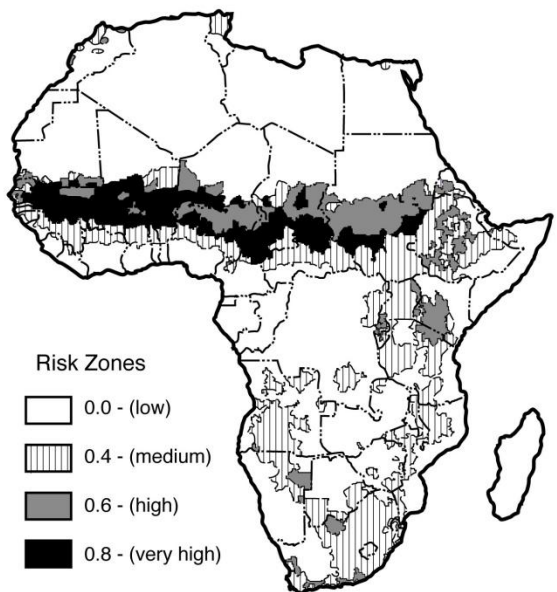 Risk Zones
0.0 - (low)
0.4 - (medium)
0.6 - (high)
0.8 - (very high)